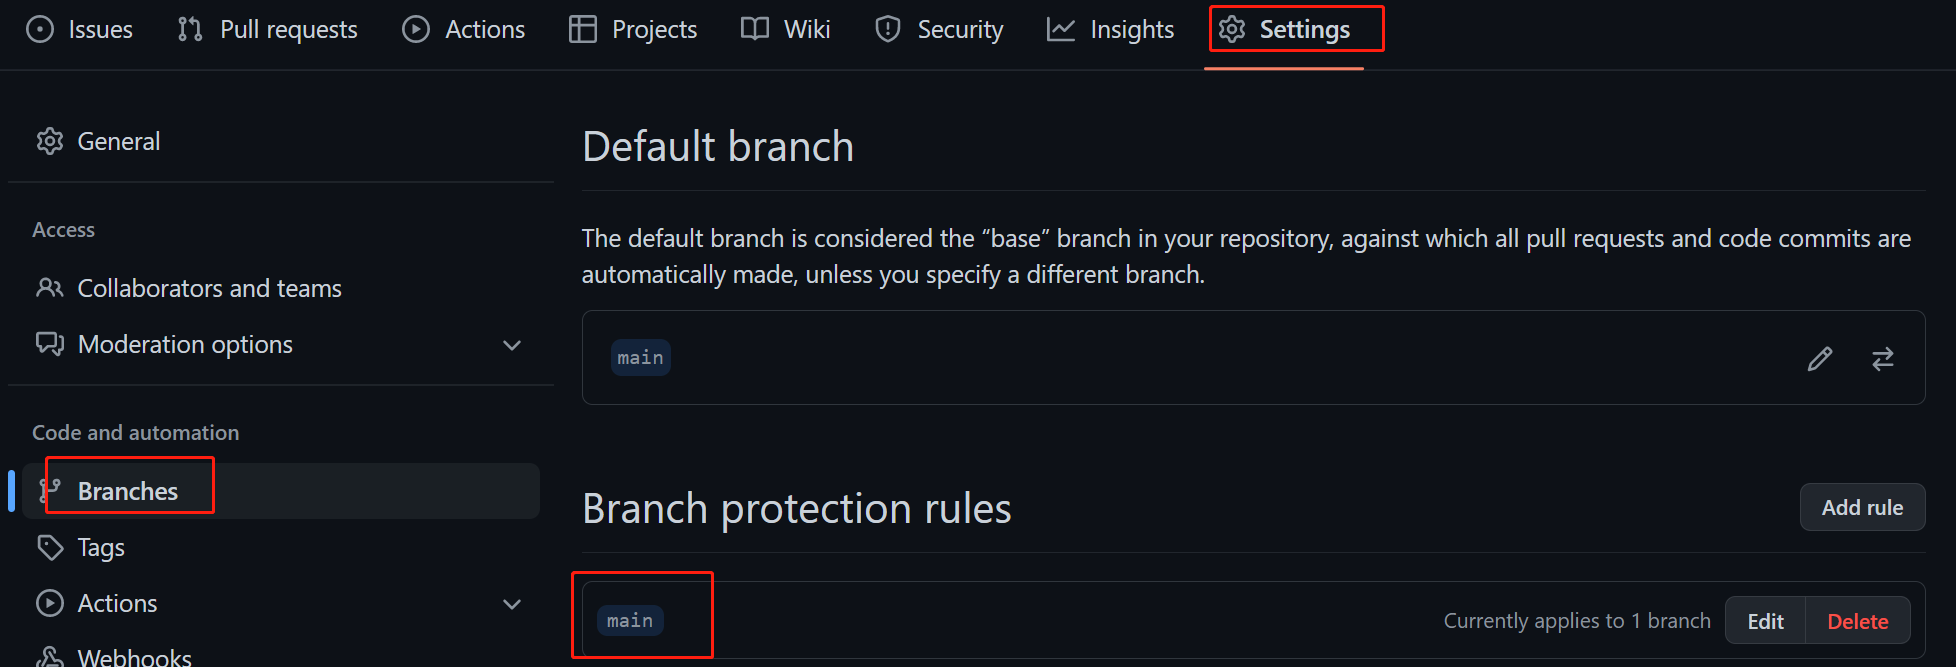 Issues Pull requests Actions Projects Wiki Security Insights Settings
General
Access
Collaborators and teams
Moderation options
Code and automation
Branches
Tags
Actions
Webhooks
Default branch
The default branch is considered the “base” branch in your repository, against which all pull requests and code commits are
automatically made, unless you specify a different branch.
main
Branch protection rules Add rule
main Currently applies to 1 branch Edit Delete